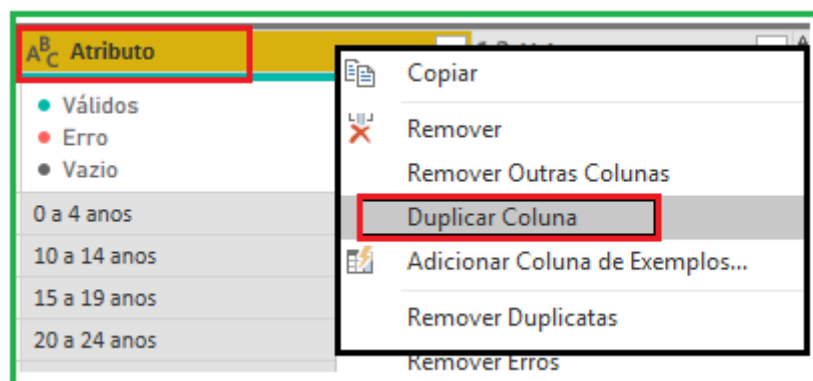 ABC Atributo
Copiar
Válidos
Erro
Vazio
Remover
Remover Outras Colunas
0 a 4 anos
Duplicar Coluna
10 a 14 anos
Adicionar Coluna de Exemplos...
15 a 19 anos
Remover Duplicatas
20 a 24 anos
Remover Erros